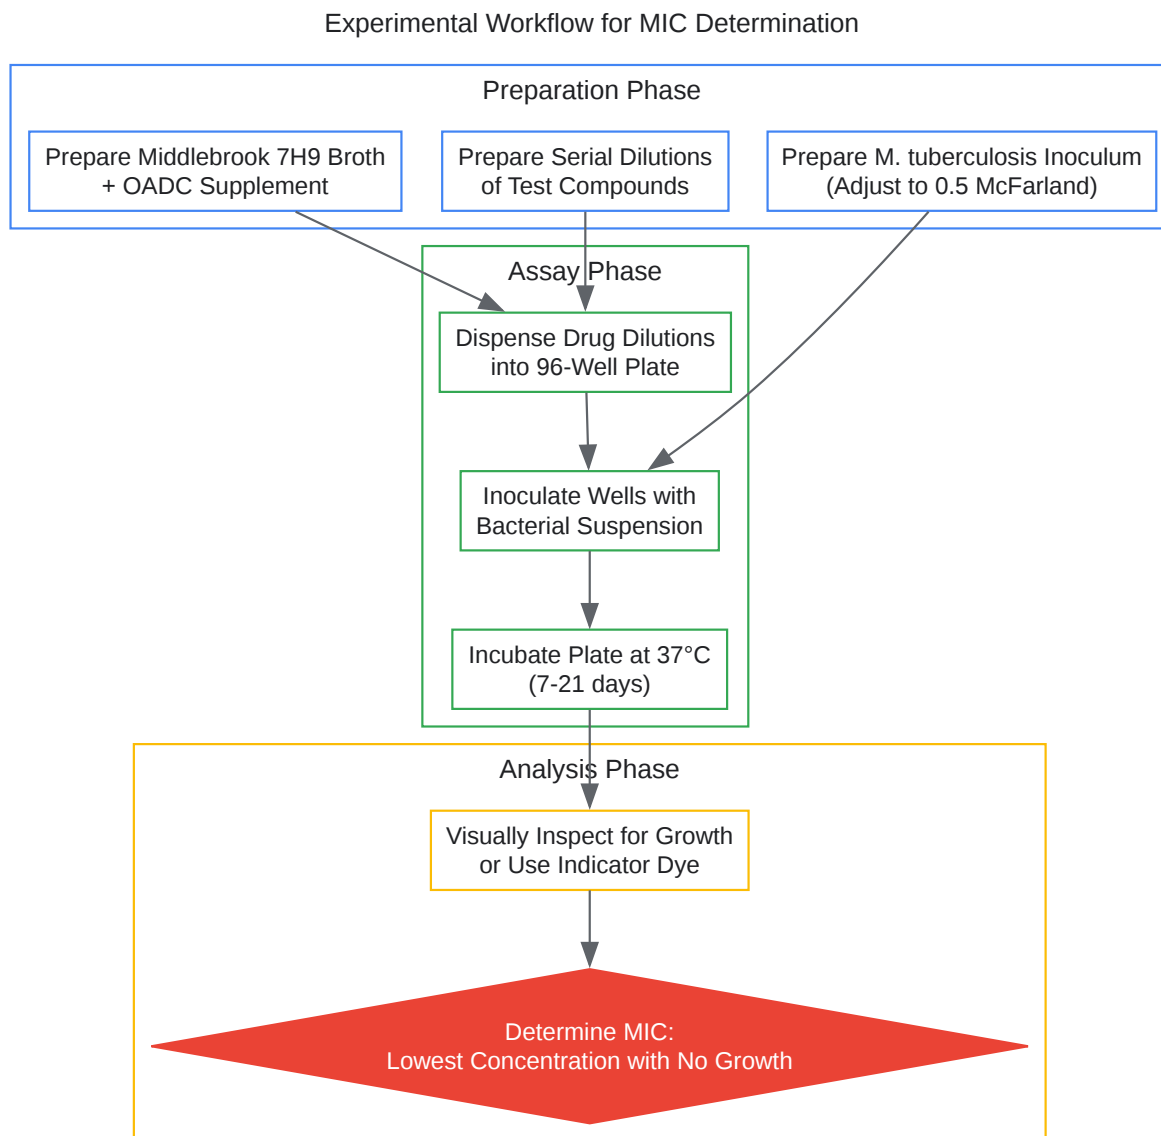 Experimental Workflow for MIC Determination
Preparation Phase
Prepare Middlebrook 7H9 Broth
+ OADC Supplement
Prepare Serial Dilutions
of Test Compounds
Prepare M. tuberculosis Inoculum
(Adjust to 0.5 McFarland)
Assay Phase
Dispense Drug Dilutions
into 96-Well Plate
Inoculate Wells with
Bacterial Suspension
Incubate Plate at 37°C
(7-21 days)
Analysis Phase
Visually Inspect for Growth
or Use Indicator Dye
Determine MIC:
Lowest Concentration with No Growth